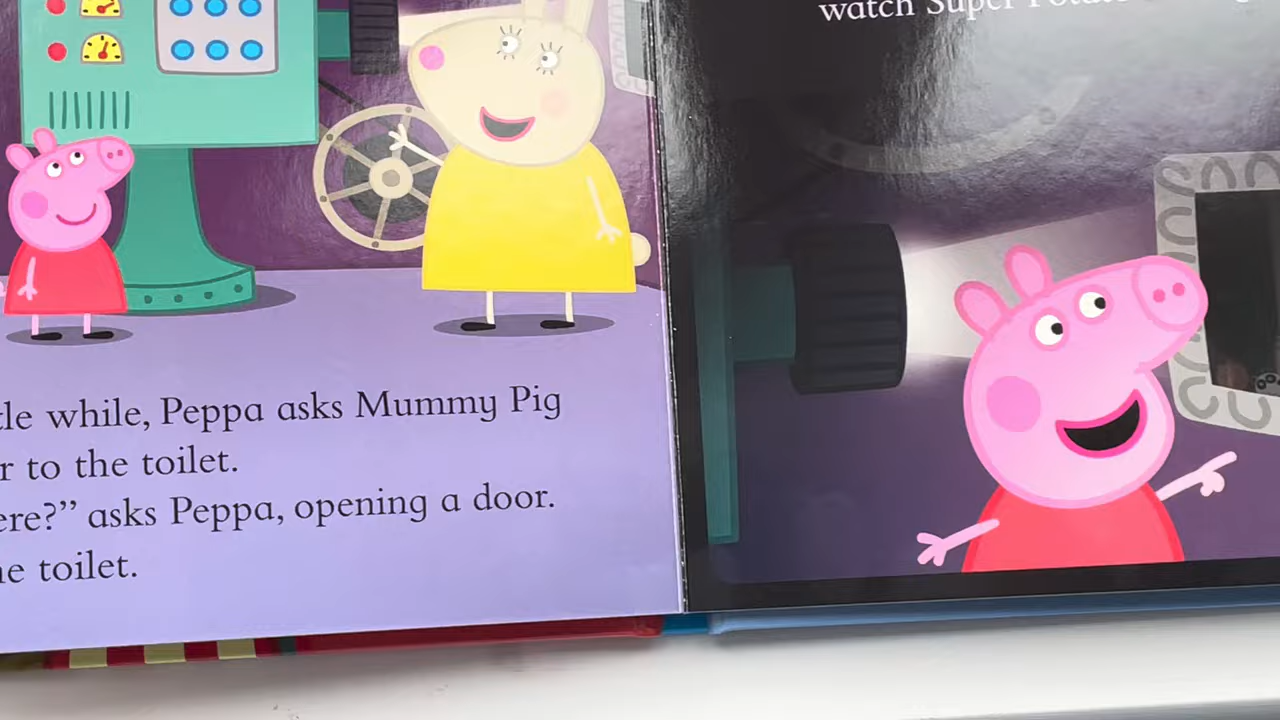 tle while, Peppa asks Mummy Pig
r to the toilet.
ere?” asks Peppa, opening a door.
he toilet.
watch Super Potato